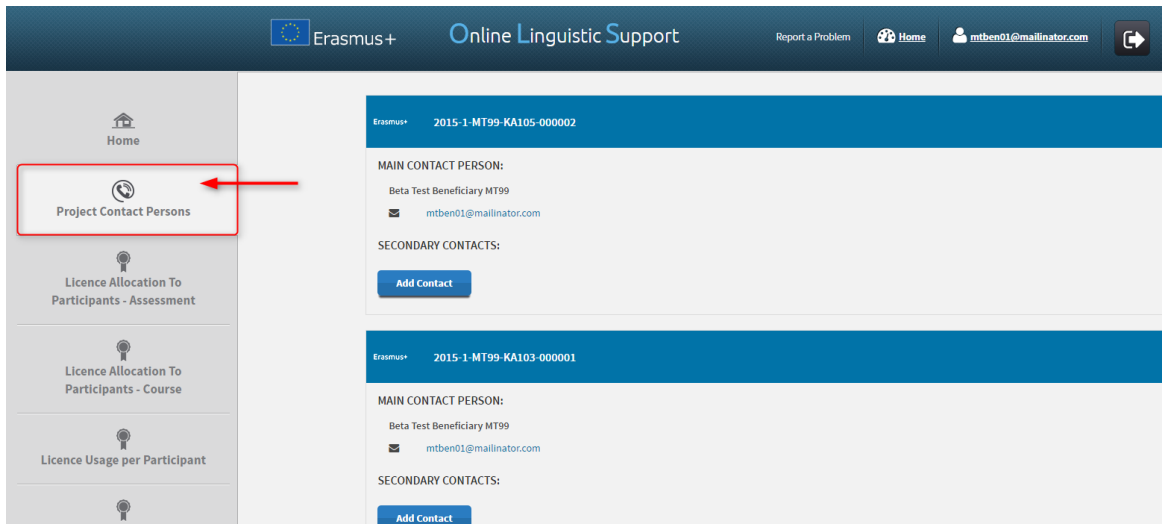 Erasmus+
Online Linguistic Support
Report a Problem
Home
mtben01@mailinator.com
Home
Project Contact Persons
Licence Allocation To
Participants - Assessment
Licence Allocation To
Participants - Course
Licence Usage per Participant
Erasmus+ 2015-1-MT99-KA105-000002
MAIN CONTACT PERSON:
Beta Test Beneficiary MT99
mtben01@mailinator.com
SECONDARY CONTACTS:
Add Contact
Erasmus+ 2015-1-MT99-KA103-000001
MAIN CONTACT PERSON:
Beta Test Beneficiary MT99
mtben01@mailinator.com
SECONDARY CONTACTS:
Add Contact